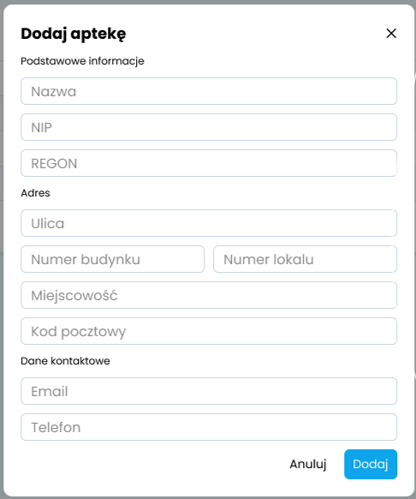 Dodaj aptekę
Podstawowe informacje
Nazwa
NIP
REGON
Adres
Ulica
Numer budynku Numer lokalu
Miejscowość
Kod pocztowy
Dane kontaktowe
Email
Telefon
Anuluj Dodaj